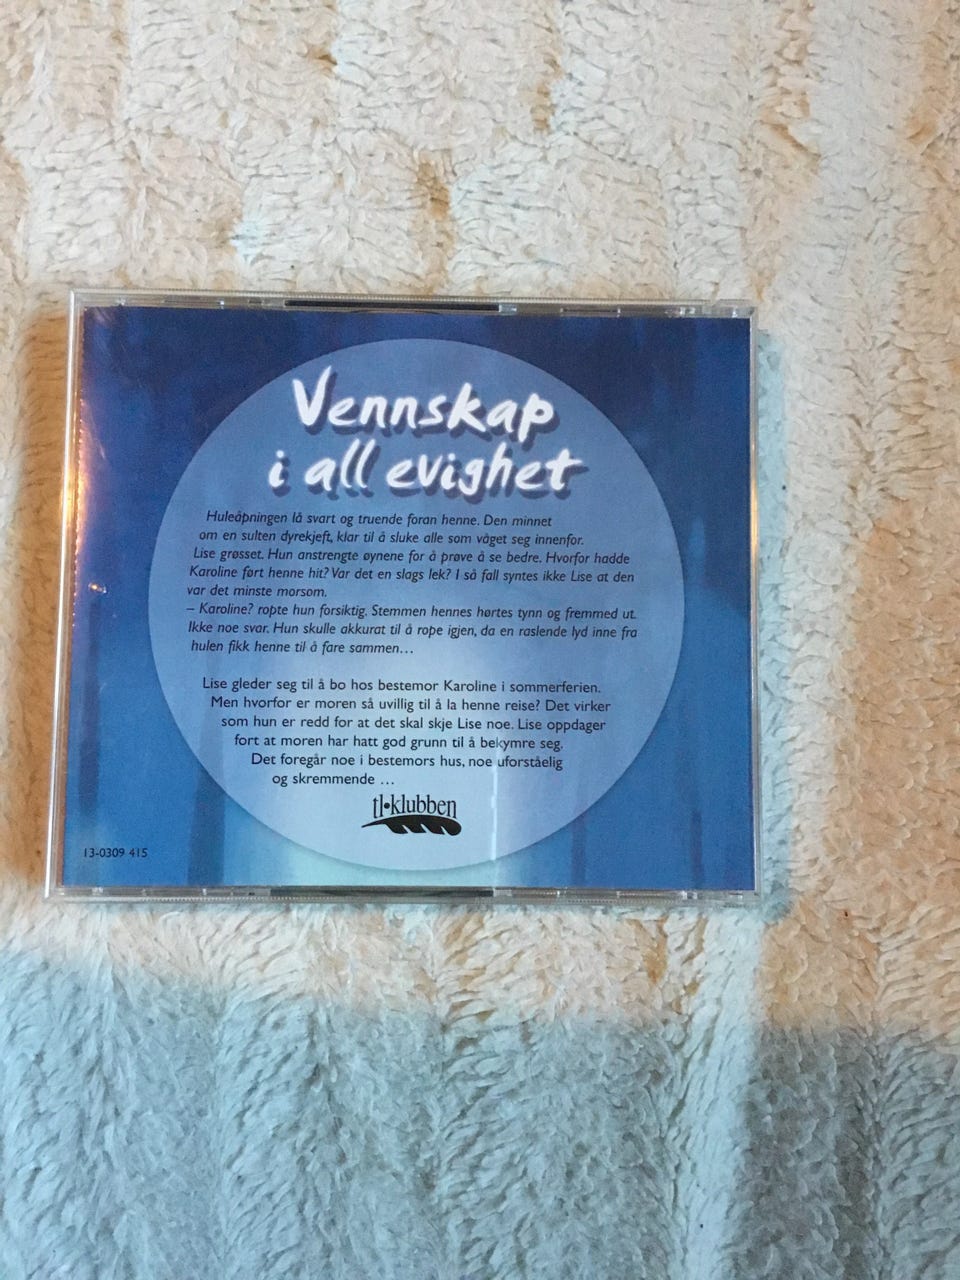 Vennskap
i all evighet
Huleåpningen lå svart og truende foran henne. Den minnet
om en sulten dyrekjeft, klar til å sluke alle som våget seg innenfor.
Lise grøsset. Hun anstrengte øynene for å prøve å se bedre. Hvorfor hadde
Karoline ført henne hit? Var det en slags lek? I så fall syntes ikke Lise at den
var det minste morsom.
– Karoline? ropte hun forsiktig. Stemmen hennes hørtes tynn og fremmed ut.
Ikke noe svar. Hun skulle akkurat til å rope igjen, da en raslende lyd inne fra
hulen fikk henne til å fare sammen…
Lise gleder seg til å bo hos bestemor Karoline i sommerferien.
Men hvorfor er moren så uvillig til å la henne reise? Det virker
som hun er redd for at det skal skje Lise noe. Lise oppdager
fort at moren har hatt god grunn til å bekymre seg.
Det foregår noe i bestemors hus, noe uforståelig
og skremmende …
tl•klubben
13-0309 415